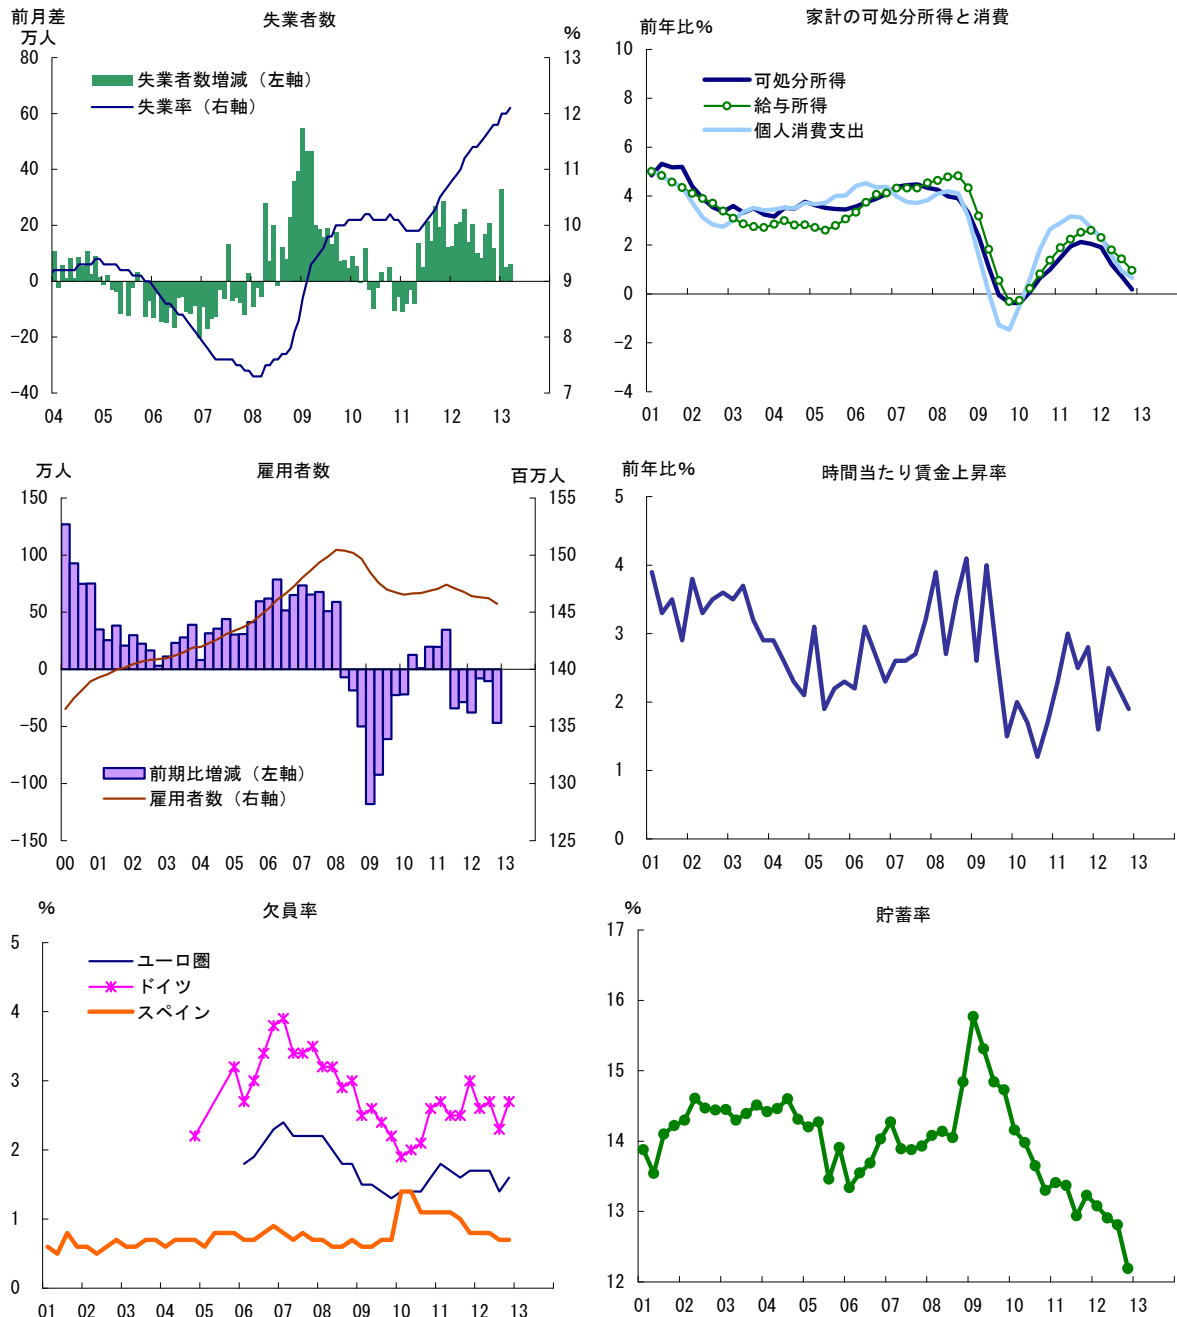 失業者数
前月差
万人
%
80
60
40
20
0
−20
−40
13
12
11
10
9
8
7
失業者数増減（左軸）
失業率（右軸）
04 05 06 07 08 09 10 11 12 13
家計の可処分所得と消費
前年比%
10
8
6
4
2
0
−2
−4
可処分所得
給与所得
個人消費支出
01 02 03 04 05 06 07 08 09 10 11 12 13
雇用者数
万人
百万人
150
100
50
0
−50
−100
−150
155
150
145
140
135
130
125
前期比増減（左軸）
雇用者数（右軸）
00 01 02 03 04 05 06 07 08 09 10 11 12 13
時間当たり賃金上昇率
前年比%
5
4
3
2
1
0
01 02 03 04 05 06 07 08 09 10 11 12 13
欠員率
%
5
4
3
2
1
0
ユーロ圏
ドイツ
スペイン
01 02 03 04 05 06 07 08 09 10 11 12 13
貯蓄率
%
17
16
15
14
13
12
01 02 03 04 05 06 07 08 09 10 11 12 13